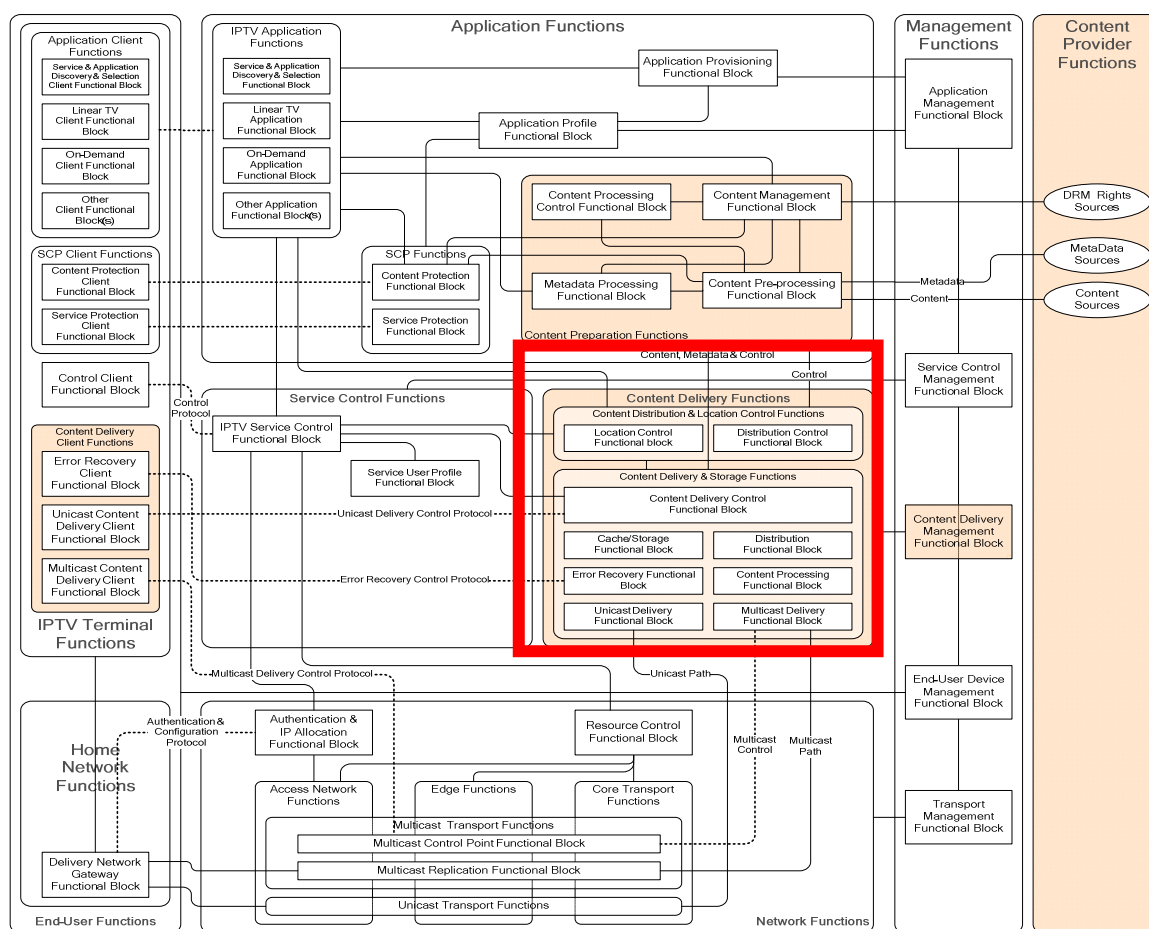 Application Functions
Management
Functions
Content
Provider
Functions
Application Client
Functions
Service & Application
Discovery & Selection
Client Functional Block
Linear TV
Client Functional
Block
On-Demand
Client Functional
Block
Other
Client Functional
Block(s)
IPTV Application
Functions
Service & Application
Discovery & Selection
Functional Block
Linear TV
Application
Functional Block
On-Demand
Application
Functional Block
Other Application
Functional Block(s)
Application Provisioning
Functional Block
Application Profile
Functional Block
Application
Management
Functional Block
Content Processing
Control Functional Block
Content Management
Functional Block
Metadata Processing
Functional Block
Content Pre-processing
Functional Block
Content Preparation Functions
DRM Rights
Sources
MetaData
Sources
Content
Sources
Metadata
Content
SCP Client Functions
Content Protection
Client
Functional Block
Service Protection
Client
Functional Block
SCP Functions
Content Protection
Functional Block
Service Protection
Functional Block
Control Client
Functional Block
Control
Protocol
Service Control Functions
IPTV Service Control
Functional Block
Service User Profile
Functional Block
Content, Metadata & Control
Control
Service Control
Management
Functional Block
Content Delivery Functions
Content Distribution & Location Control Functions
Location Control
Functional block
Distribution Control
Functional Block
Content Delivery & Storage Functions
Content Delivery Control
Functional Block
Cache/Storage
Functional Block
Distribution
Functional Block
Error Recovery Functional
Block
Content Processing
Functional Block
Unicast Delivery
Functional Block
Multicast Delivery
Functional Block
Content Delivery
Management
Functional Block
Content Delivery
Client Functions
Error Recovery
Client
Functional Block
Unicast Content
Delivery Client
Functional Block
Multicast Content
Delivery Client
Functional Block
IPTV Terminal
Functions
Unicast Delivery Control Protocol
Error Recovery Control Protocol
Multicast Delivery Control Protocol
Unicast Path
End-User Device
Management
Functional Block
Authentication &
Configuration
Protocol
Authentication &
IP Allocation
Functional Block
Resource Control
Functional Block
Multicast
Control
Multicast
Path
Home
Network
Functions
Access Network
Functions
Edge Functions
Core Transport
Functions
Multicast Transport Functions
Multicast Control Point Functional Block
Multicast Replication Functional Block
Unicast Transport Functions
Transport
Management
Functional Block
Delivery Network
Gateway
Functional Block
End-User Functions
Network Functions